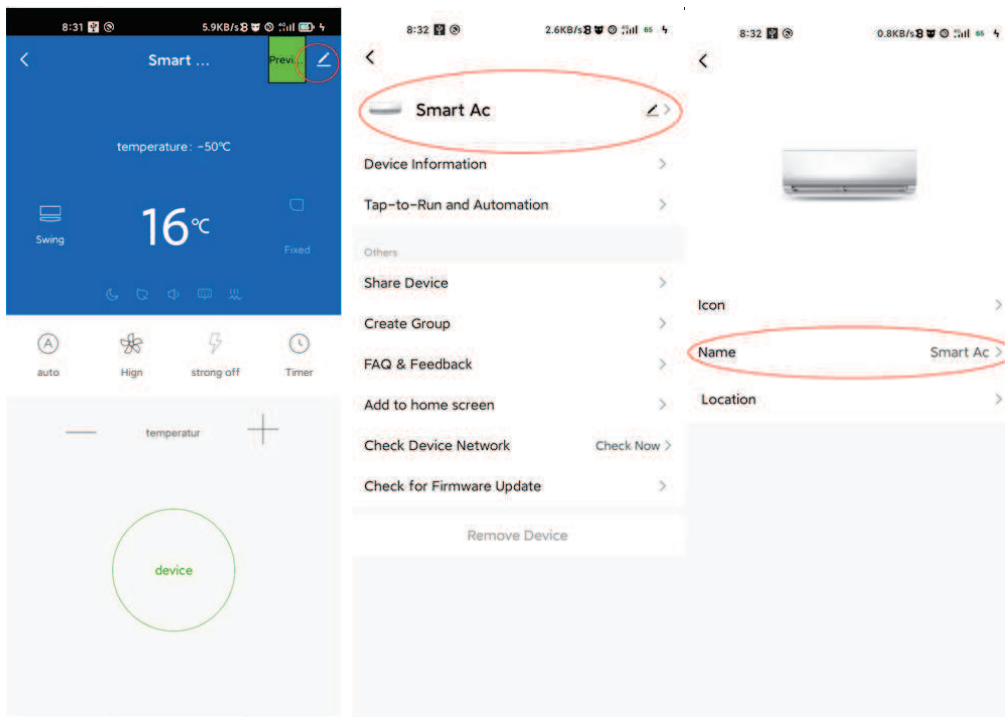 8:31
5.9KB/s
Smart ...
Previ...
temperature: -50℃
Swing
16℃
Fixed
A
auto
Hign
strong off
Timer
temperatur
device
8:32
2.6KB/s
65
Smart Ac
Device Information
Tap-to-Run and Automation
Others
Share Device
Create Group
FAQ & Feedback
Add to home screen
Check Device Network
Check Now
Check for Firmware Update
Remove Device
8:32
0.8KB/s
65
Icon
Name
Smart Ac
Location